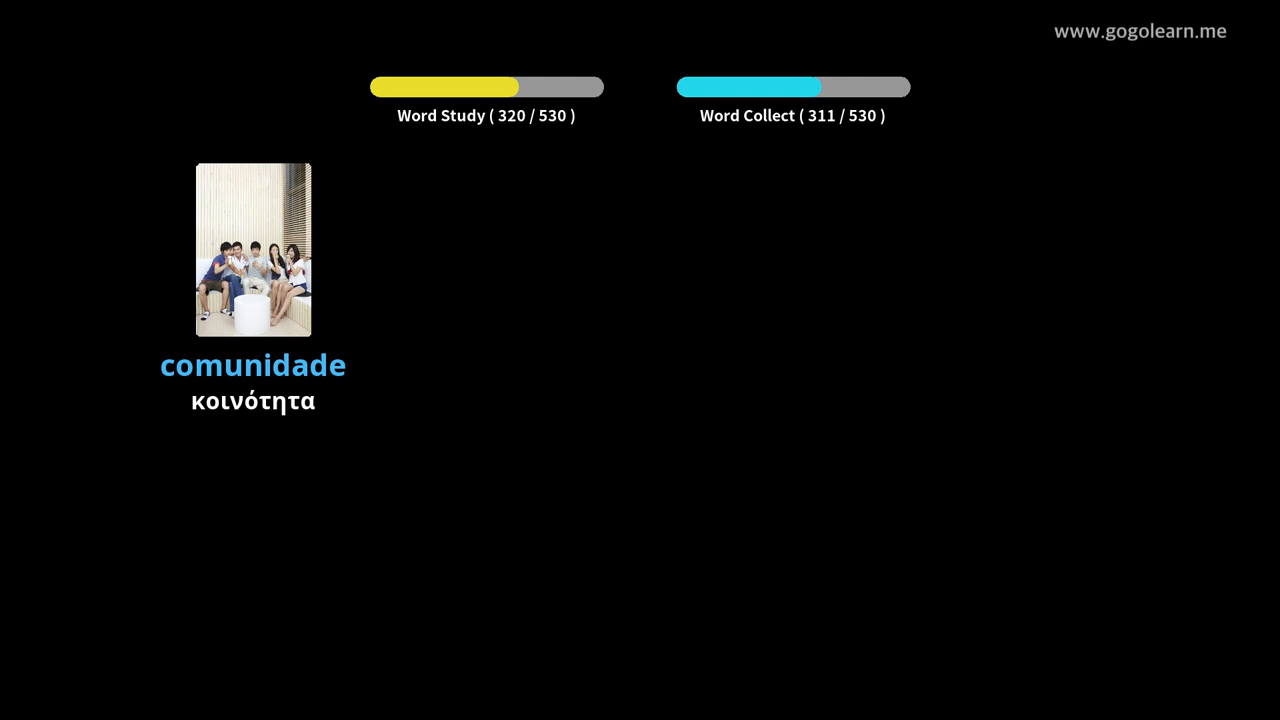 www.gogolearn.me
Word Study ( 320 / 530 )
Word Collect ( 311 / 530 )
comunidade
κοινότητα